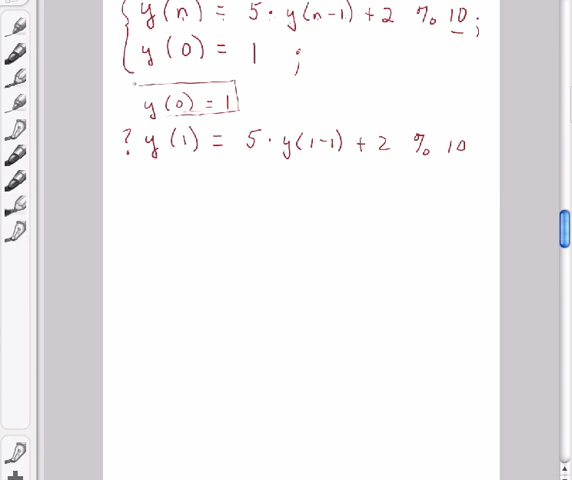 y(n) = 5· y(n-1) + 2 % 10 ;
y(0) = 1 ;
y(0) = 1
? y(1) = 5· y(1-1) + 2 % 10